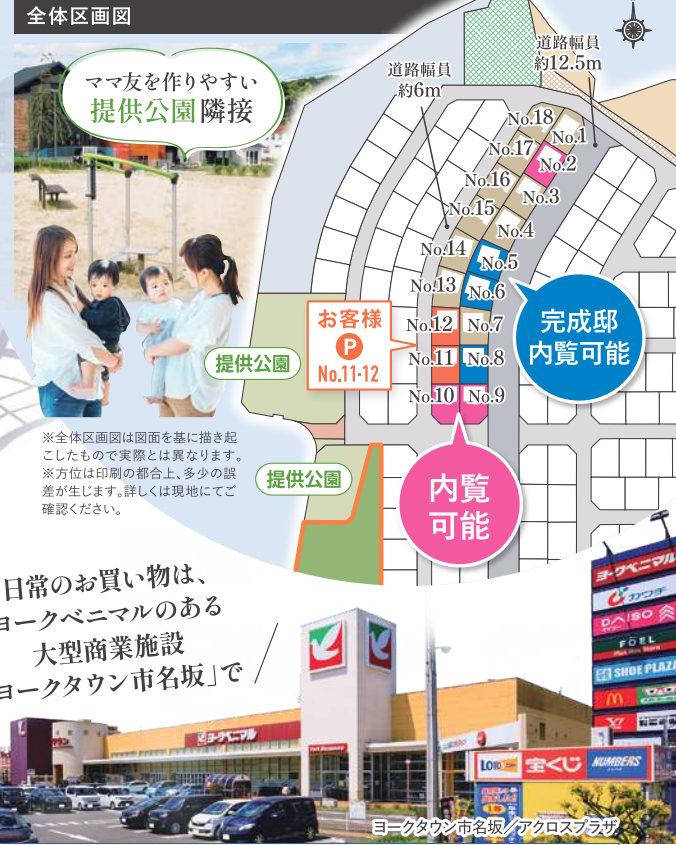 全体区画図
ママ友を作りやすい
提供公園隣接
道路幅員
約6m
道路幅員
約12.5m
No.18
No.1
No.17
No.2
No.16
No.3
No.15
No.4
No.14
No.5
No.13
No.6
No.12
No.7
No.11
No.8
No.10
No.9
お客様
P
No.11・12
完成邸
内覧可能
内覧
可能
提供公園
提供公園
※全体区画図は図面を基に描き起
こしたもので実際とは異なります。
※方位は印刷の都合上、多少の誤
差が生じます。詳しくは現地にてご
確認ください。
日常のお買い物は、
ヨークベニマルのある
大型商業施設
ヨークタウン市名坂」で
ヨークベニマル
ヨークベニマル
カワチ
DAISO
FÖEL
SHOE PLAZA
LOTO
宝くじ
NUMBERS
ヨークタウン市名坂／アクロスプラザ